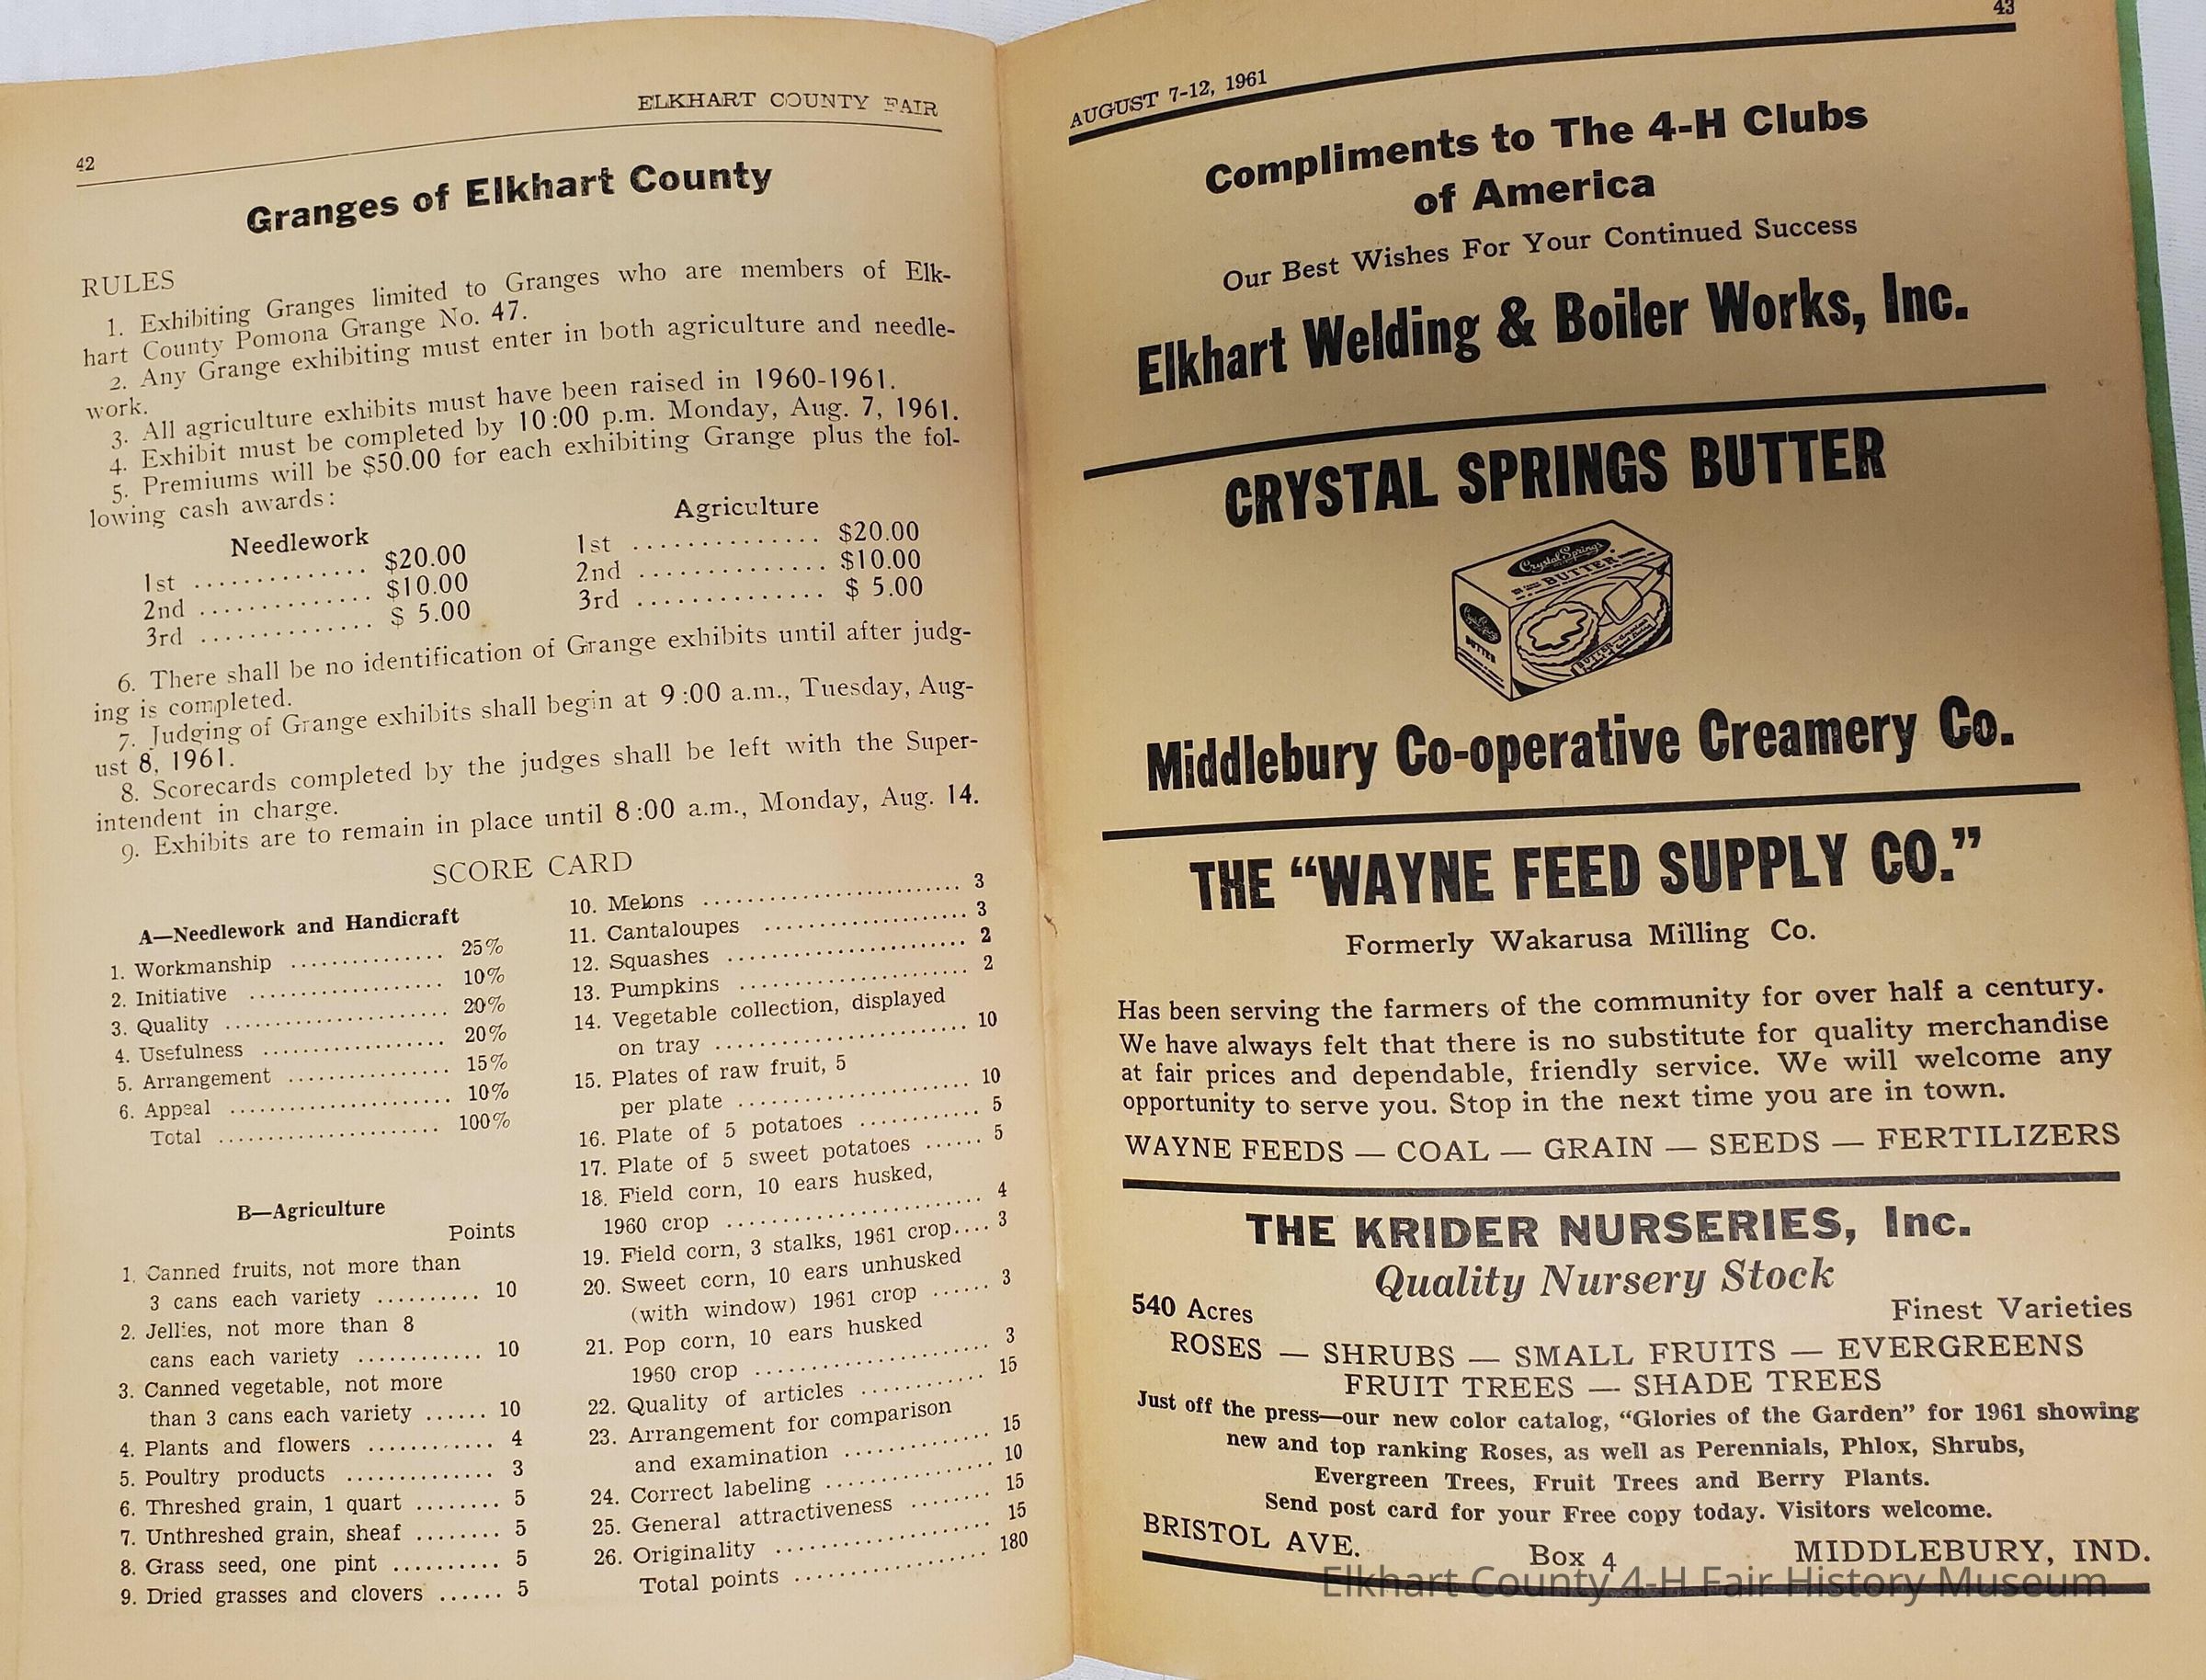 42
ELKHART COUNTY FAIR
Granges of Elkhart County
RULES
1. Exhibiting Granges limited to Granges who are members of Elk-
hart County Pomona Grange No. 47.
2. Any Grange exhibiting must enter in both agriculture and needle-
work.
3. All agriculture exhibits must have been raised in 1960-1961.
4. Exhibit must be completed by 10:00 p.m. Monday, Aug. 7, 1961.
5. Premiums will be $50.00 for each exhibiting Grange plus the fol-
lowing cash awards:
Needlework
1st .............. $20.00
2nd .............. $10.00
3rd .............. $ 5.00
Agriculture
1st .............. $20.00
2nd .............. $10.00
3rd .............. $ 5.00
6. There shall be no identification of Grange exhibits until after judg-
ing is completed.
7. Judging of Grange exhibits shall begin at 9:00 a.m., Tuesday, Aug-
ust 8, 1961.
8. Scorecards completed by the judges shall be left with the Super-
intendent in charge.
9. Exhibits are to remain in place until 8:00 a.m., Monday, Aug. 14.
SCORE CARD
A—Needlework and Handicraft
1. Workmanship ............... 25%
2. Initiative ................... 10%
3. Quality ...................... 20%
4. Usefulness .................. 20%
5. Arrangement ................ 15%
6. Appeal ...................... 10%
Total ...................... 100%
B—Agriculture
Points
1. Canned fruits, not more than
3 cans each variety .......... 10
2. Jellies, not more than 8
cans each variety ............ 10
3. Canned vegetable, not more
than 3 cans each variety ...... 10
4. Plants and flowers ............ 4
5. Poultry products .............. 3
6. Threshed grain, 1 quart ........ 5
7. Unthreshed grain, sheaf ........ 5
8. Grass seed, one pint .......... 5
9. Dried grasses and clovers ...... 5
10. Melons .......................... 3
11. Cantaloupes .................... 3
12. Squashes ........................ 2
13. Pumpkins ....................... 2
14. Vegetable collection, displayed
on tray .......................... 10
15. Plates of raw fruit, 5
per plate ........................ 10
16. Plate of 5 potatoes ............ 5
17. Plate of 5 sweet potatoes ...... 5
18. Field corn, 10 ears husked,
1960 crop .......................... 4
19. Field corn, 3 stalks, 1961 crop.... 3
20. Sweet corn, 10 ears unhusked
(with window) 1961 crop ...... 3
21. Pop corn, 10 ears husked
1960 crop ........................ 3
22. Quality of articles ............ 15
23. Arrangement for comparison
and examination .............. 15
24. Correct labeling ................ 10
25. General attractiveness ........ 15
26. Originality ...................... 15
Total points .................... 180
43
AUGUST 7-12, 1961
Compliments to The 4-H Clubs
of America
Our Best Wishes For Your Continued Success
Elkhart Welding & Boiler Works, Inc.
CRYSTAL SPRINGS BUTTER
Crystal Springs
BUTTER
BUTTER
Middlebury Co-operative Creamery Co.
THE “WAYNE FEED SUPPLY CO.”
Formerly Wakarusa Milling Co.
Has been serving the farmers of the community for over half a century.
We have always felt that there is no substitute for quality merchandise
at fair prices and dependable, friendly service. We will welcome any
opportunity to serve you. Stop in the next time you are in town.
WAYNE FEEDS — COAL — GRAIN — SEEDS — FERTILIZERS
THE KRIDER NURSERIES, Inc.
Quality Nursery Stock
540 Acres
Finest Varieties
ROSES — SHRUBS — SMALL FRUITS — EVERGREENS
FRUIT TREES — SHADE TREES
Just off the press—our new color catalog, “Glories of the Garden” for 1961 showing
new and top ranking Roses, as well as Perennials, Phlox, Shrubs,
Evergreen Trees, Fruit Trees and Berry Plants.
Send post card for your Free copy today. Visitors welcome.
BRISTOL AVE. Box 4 MIDDLEBURY, IND.
Elkhart County 4-H Fair History Museum